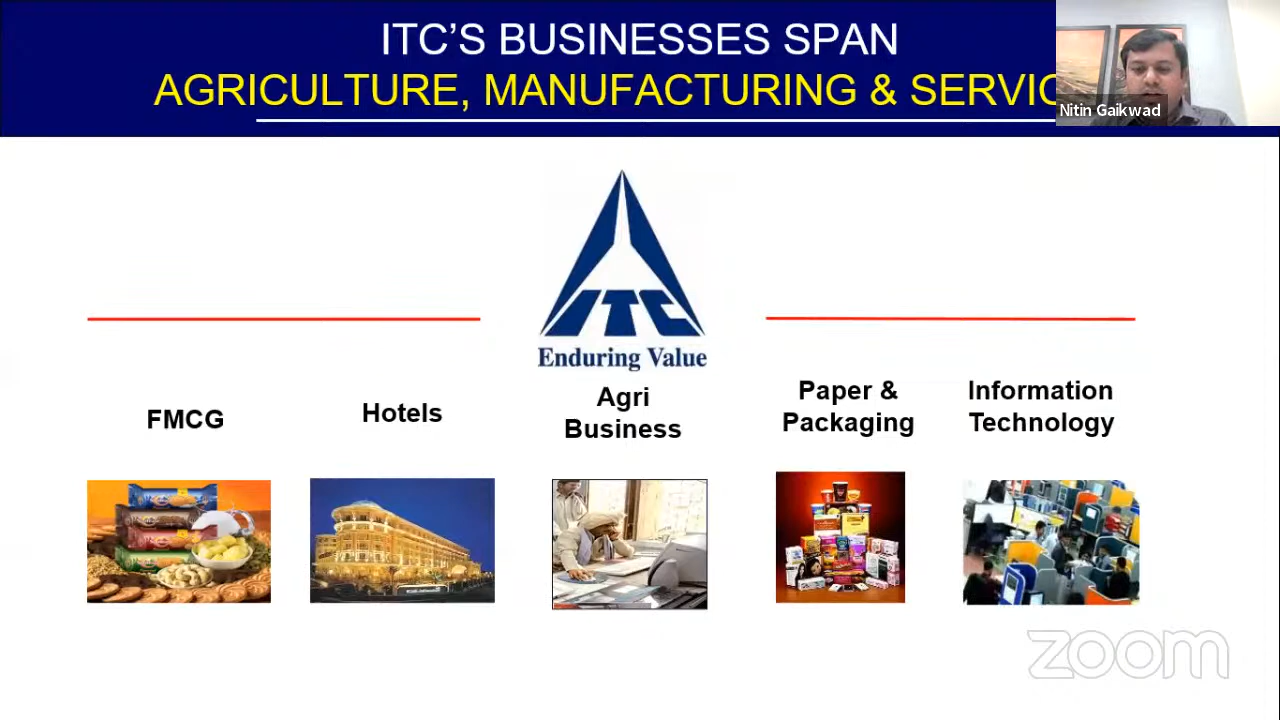 ITC'S BUSINESSES SPAN
AGRICULTURE, MANUFACTURING & SERVIC
Nitin Gaikwad
ITC
Enduring Value
FMCG
Hotels
Agri
Business
Paper &
Packaging
Information
Technology
zoom